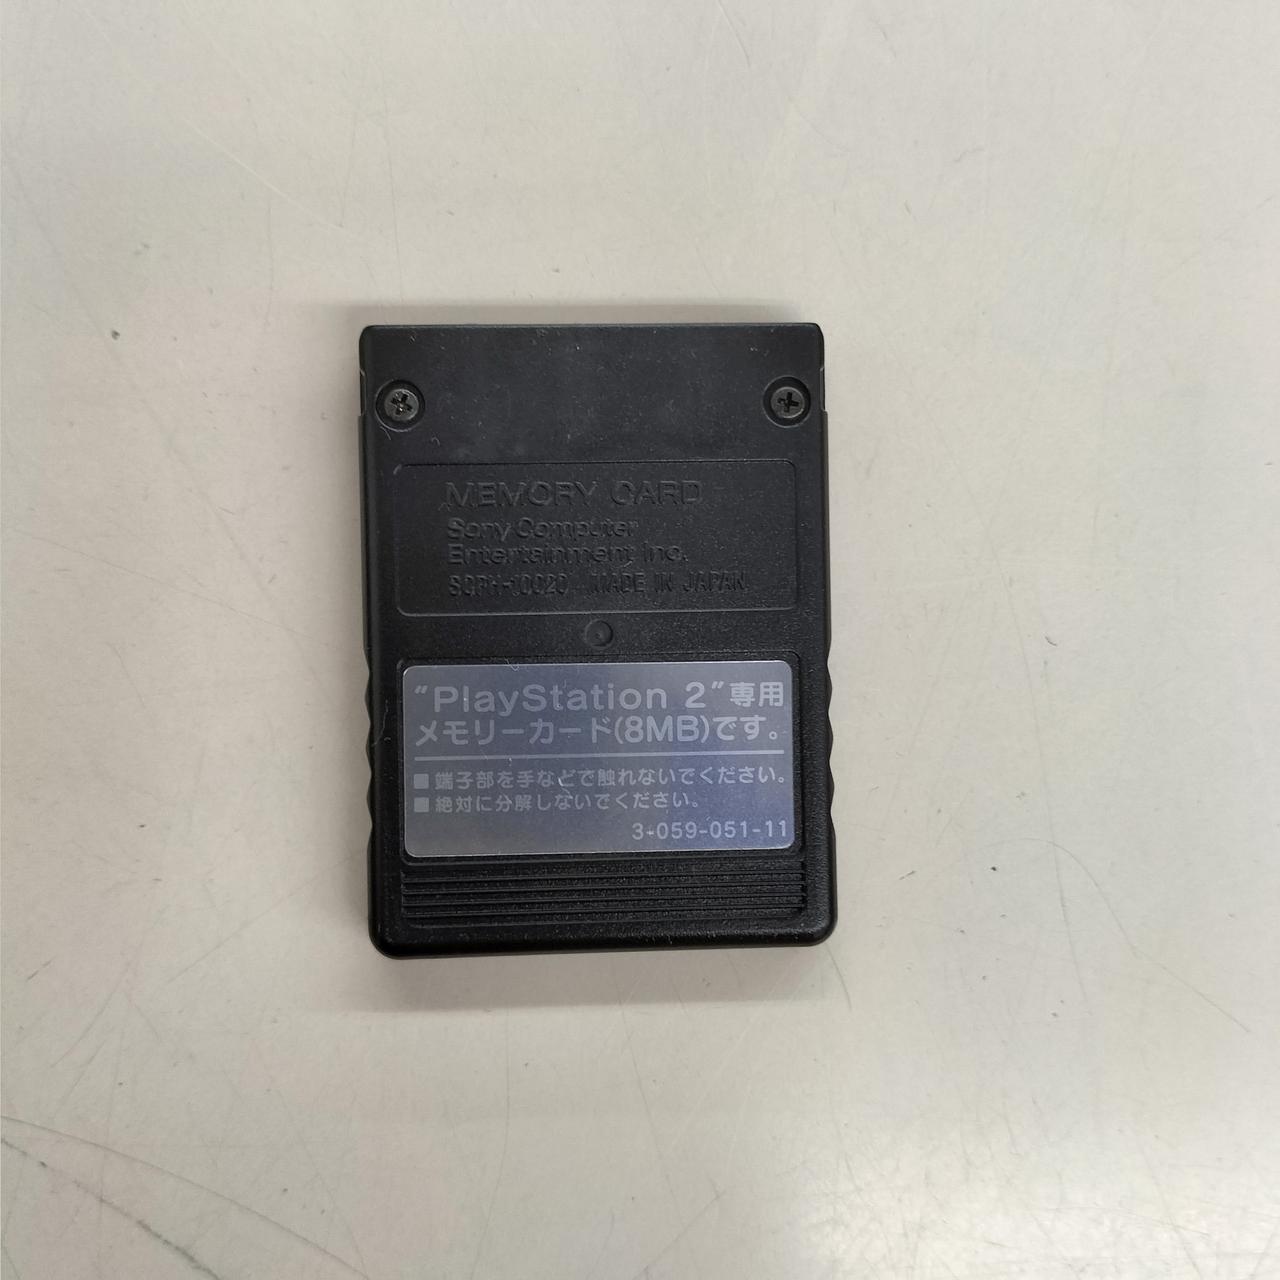 MEMORY CARD
Sony Computer
Entertainment Inc.
SCPH-10020 MADE IN JAPAN
"PlayStation 2"専用
メモリーカード(8MB)です。
■端子部を手などで触れないでください。
■絶対に分解しないでください。
3-059-051-11